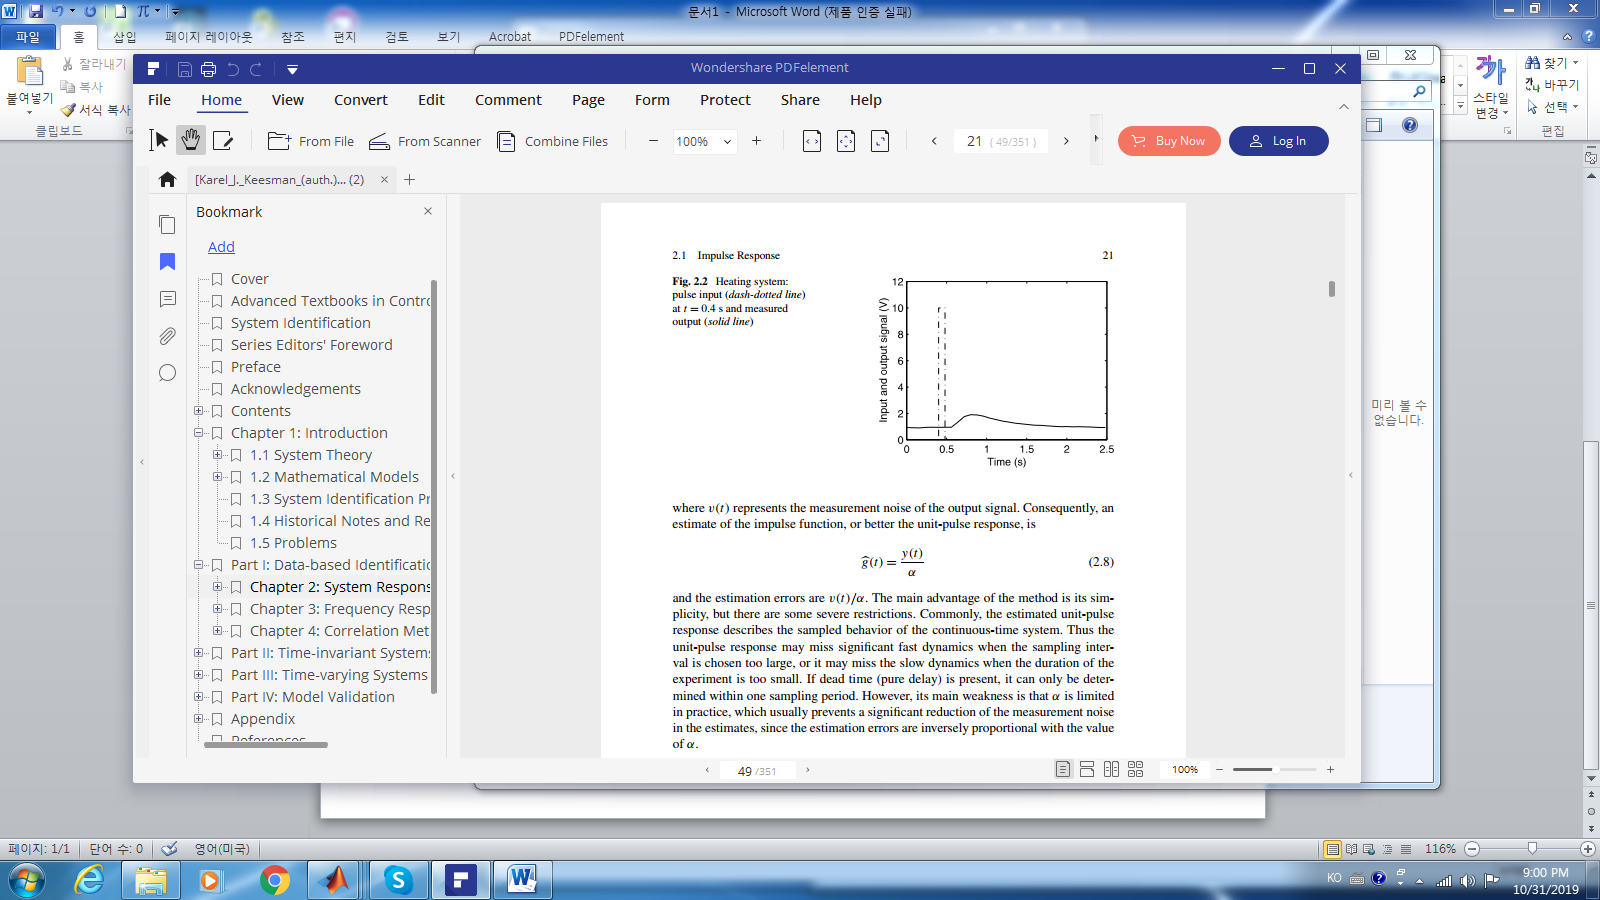 문서1 - Microsoft Word (제품 인증 실패)
파일 홈 삽입 페이지 레이아웃 참조 편지 검토 보기 Acrobat PDFelement
붙여넣기
잘라내기
복사
서식 복사
클립보드
스타일
변경
찾기
바꾸기
선택
편집
Wondershare PDFelement
File Home View Convert Edit Comment Page Form Protect Share Help
From File From Scanner Combine Files 100% 21 ( 49/351 ) Buy Now Log In
[Karel_J._Keesman_(auth.)... (2)
Bookmark
Add
Cover
Advanced Textbooks in Contro
System Identification
Series Editors' Foreword
Preface
Acknowledgements
Contents
Chapter 1: Introduction
1.1 System Theory
1.2 Mathematical Models
1.3 System Identification Pr
1.4 Historical Notes and Re
1.5 Problems
Part I: Data-based Identificatio
Chapter 2: System Respons
Chapter 3: Frequency Resp
Chapter 4: Correlation Met
Part II: Time-invariant Systems
Part III: Time-varying Systems
Part IV: Model Validation
Appendix
References
2.1 Impulse Response 21
Fig. 2.2 Heating system:
pulse input (dash-dotted line)
at t = 0.4 s and measured
output (solid line)
Input and output signal (V)
12
10
8
6
4
2
0
0 0.5 1 1.5 2 2.5
Time (s)
where v(t) represents the measurement noise of the output signal. Consequently, an
estimate of the impulse function, or better the unit-pulse response, is
ĝ(t) = y(t)/α (2.8)
and the estimation errors are v(t)/α. The main advantage of the method is its sim-
plicity, but there are some severe restrictions. Commonly, the estimated unit-pulse
response describes the sampled behavior of the continuous-time system. Thus the
unit-pulse response may miss significant fast dynamics when the sampling inter-
val is chosen too large, or it may miss the slow dynamics when the duration of the
experiment is too small. If dead time (pure delay) is present, it can only be deter-
mined within one sampling period. However, its main weakness is that α is limited
in practice, which usually prevents a significant reduction of the measurement noise
in the estimates, since the estimation errors are inversely proportional with the value
of α.
49 /351
100%
미리 볼 수
없습니다.
페이지: 1/1 단어 수: 0 영어(미국) 116%
KO
9:00 PM
10/31/2019